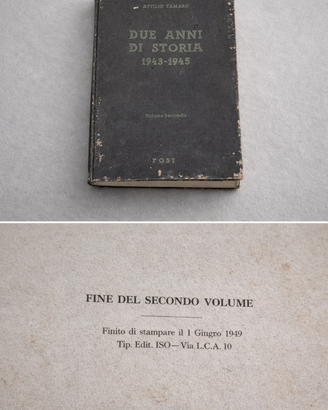 ATTILIO TAMARO
DUE ANNI
DI STORIA
1943-1945
Volume Secondo
TOSI
FINE DEL SECONDO VOLUME
Finito di stampare il 1 Giugno 1949
Tip. Edit. ISO — Via L.C.A. 10